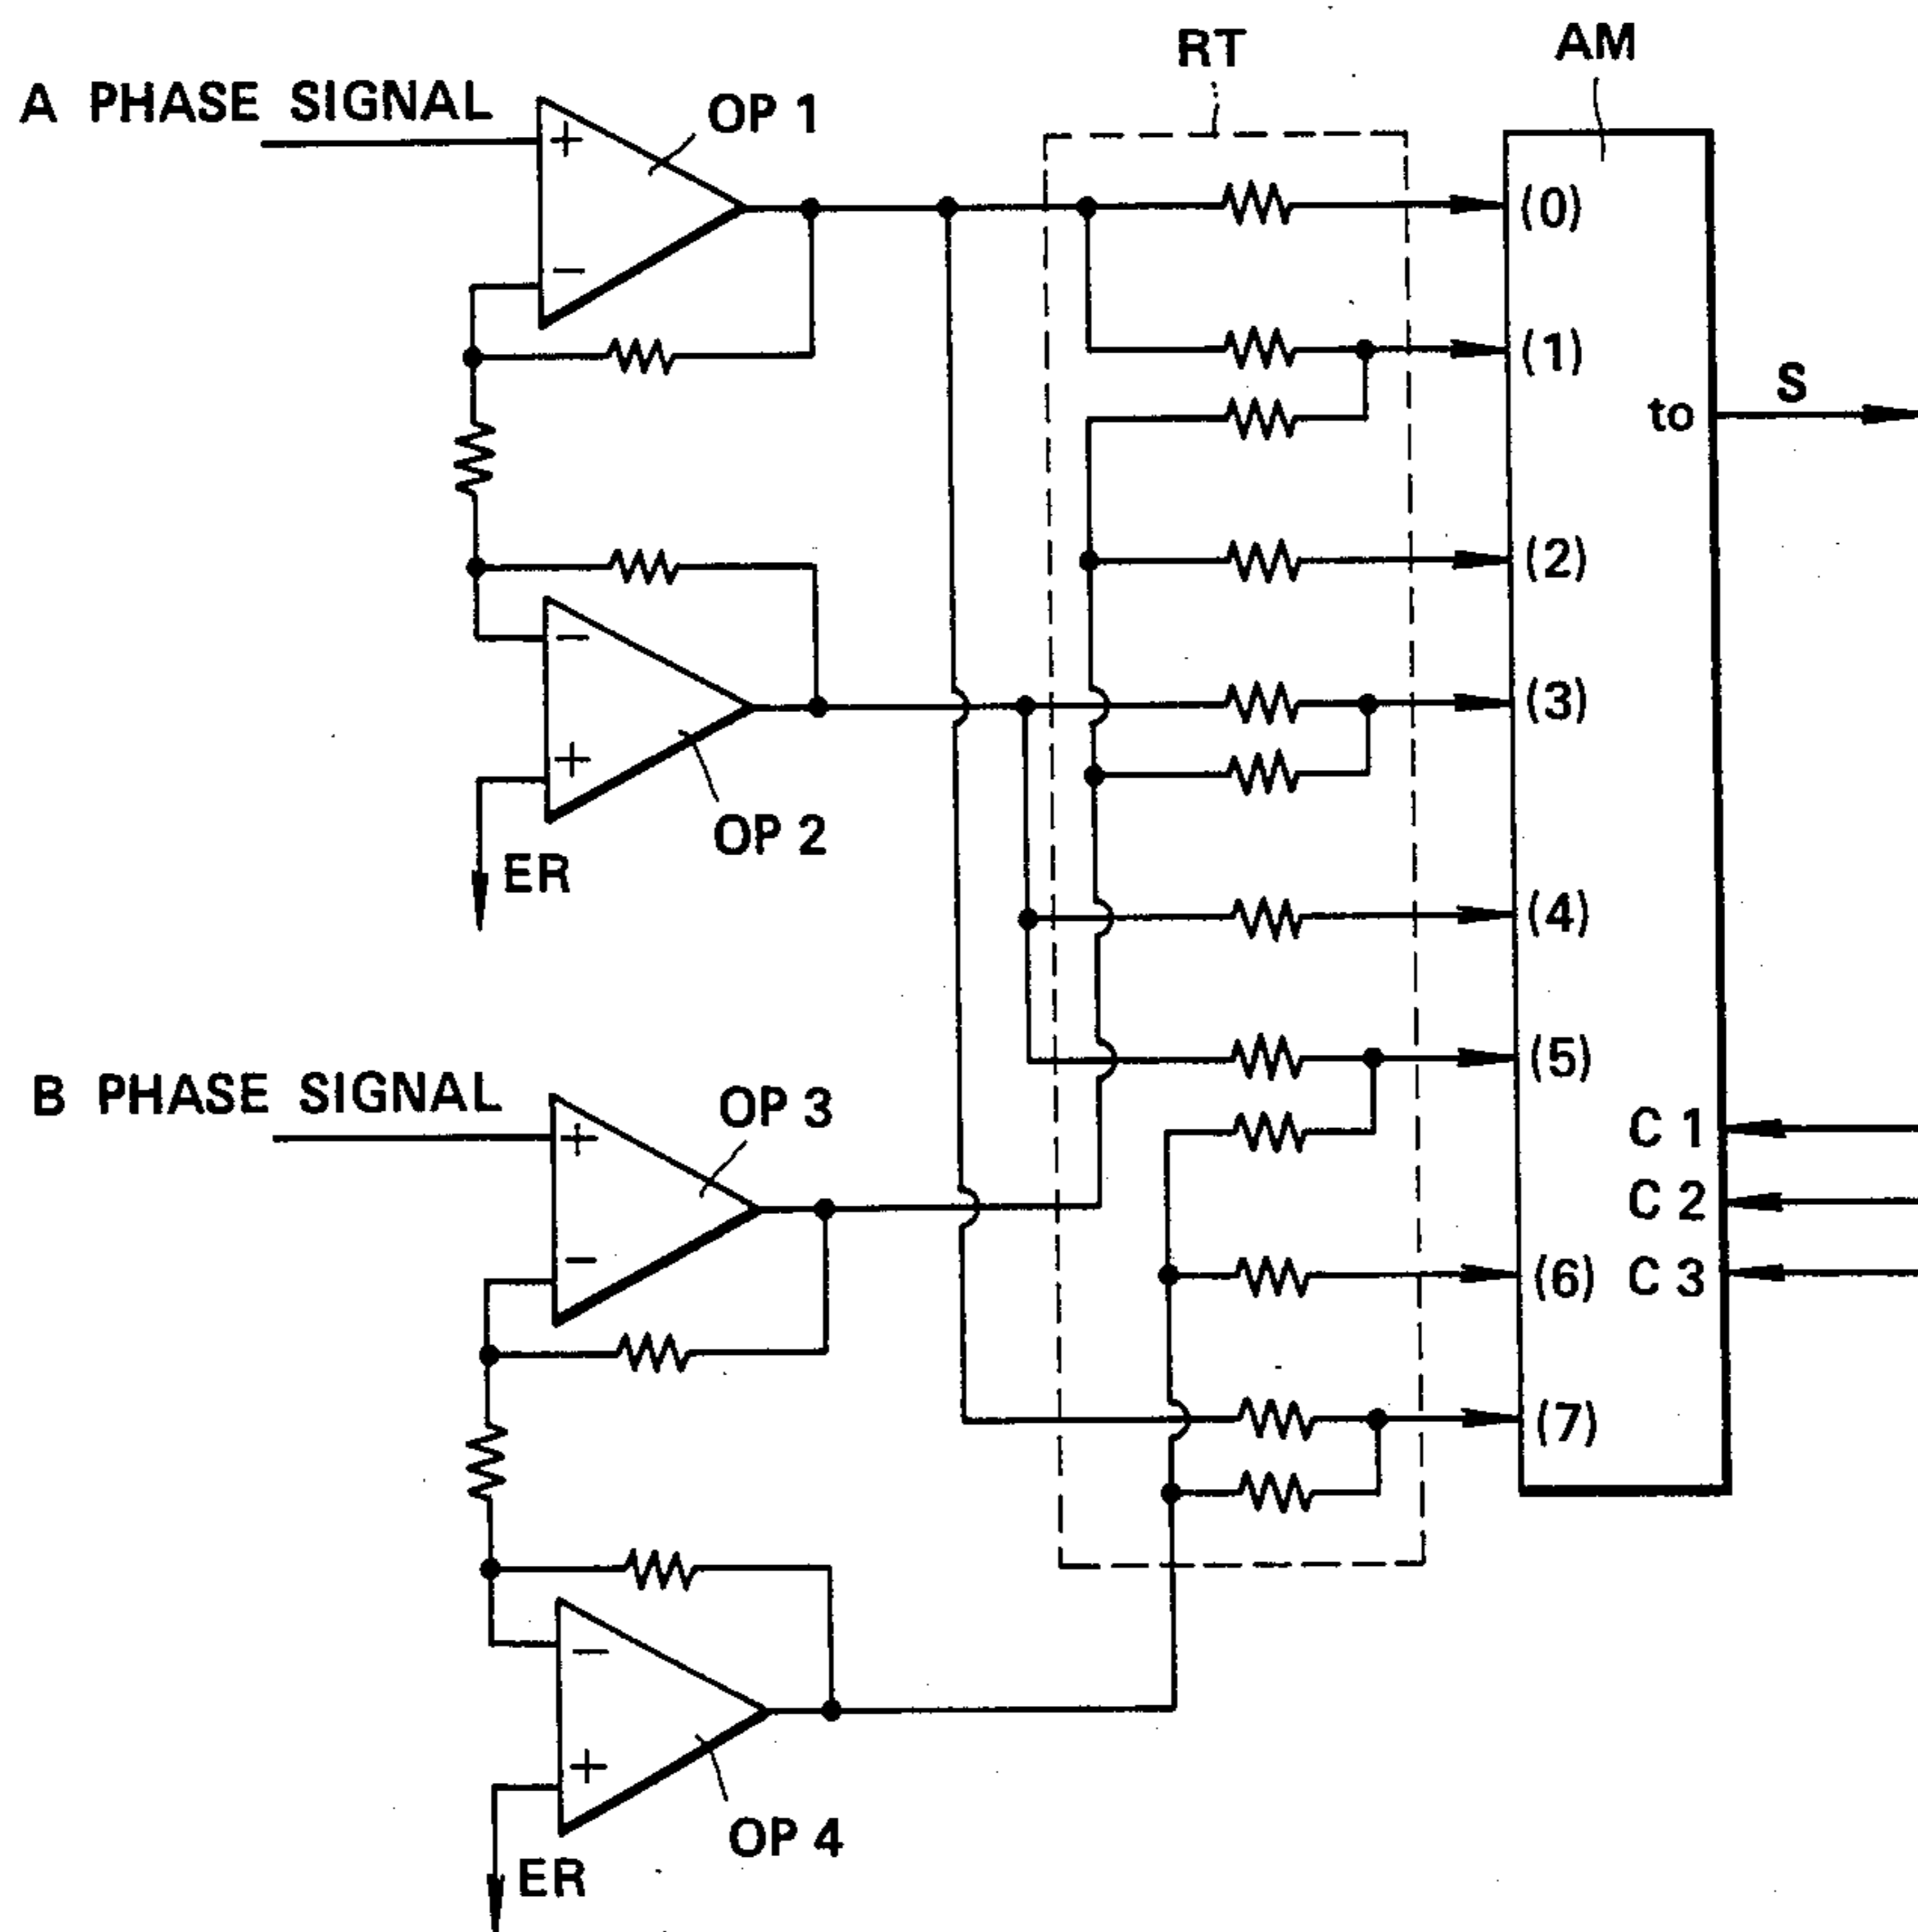 RT
AM
A PHASE SIGNAL
OP 1
+
−
(0)
(1)
to
S
(2)
−
+
(3)
OP 2
ER
(4)
(5)
B PHASE SIGNAL
OP 3
+
−
C 1
C 2
C 3
(6)
(7)
−
+
OP 4
ER